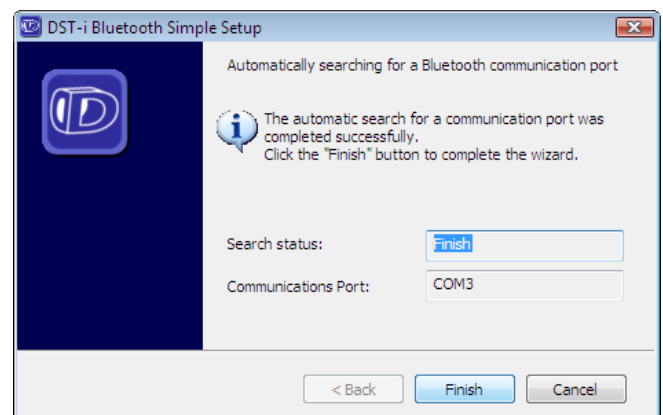 DST-i Bluetooth Simple Setup
Automatically searching for a Bluetooth communication port
The automatic search for a communication port was
completed successfully.
Click the "Finish" button to complete the wizard.
Search status:
Finish
Communications Port:
COM3
< Back
Finish
Cancel